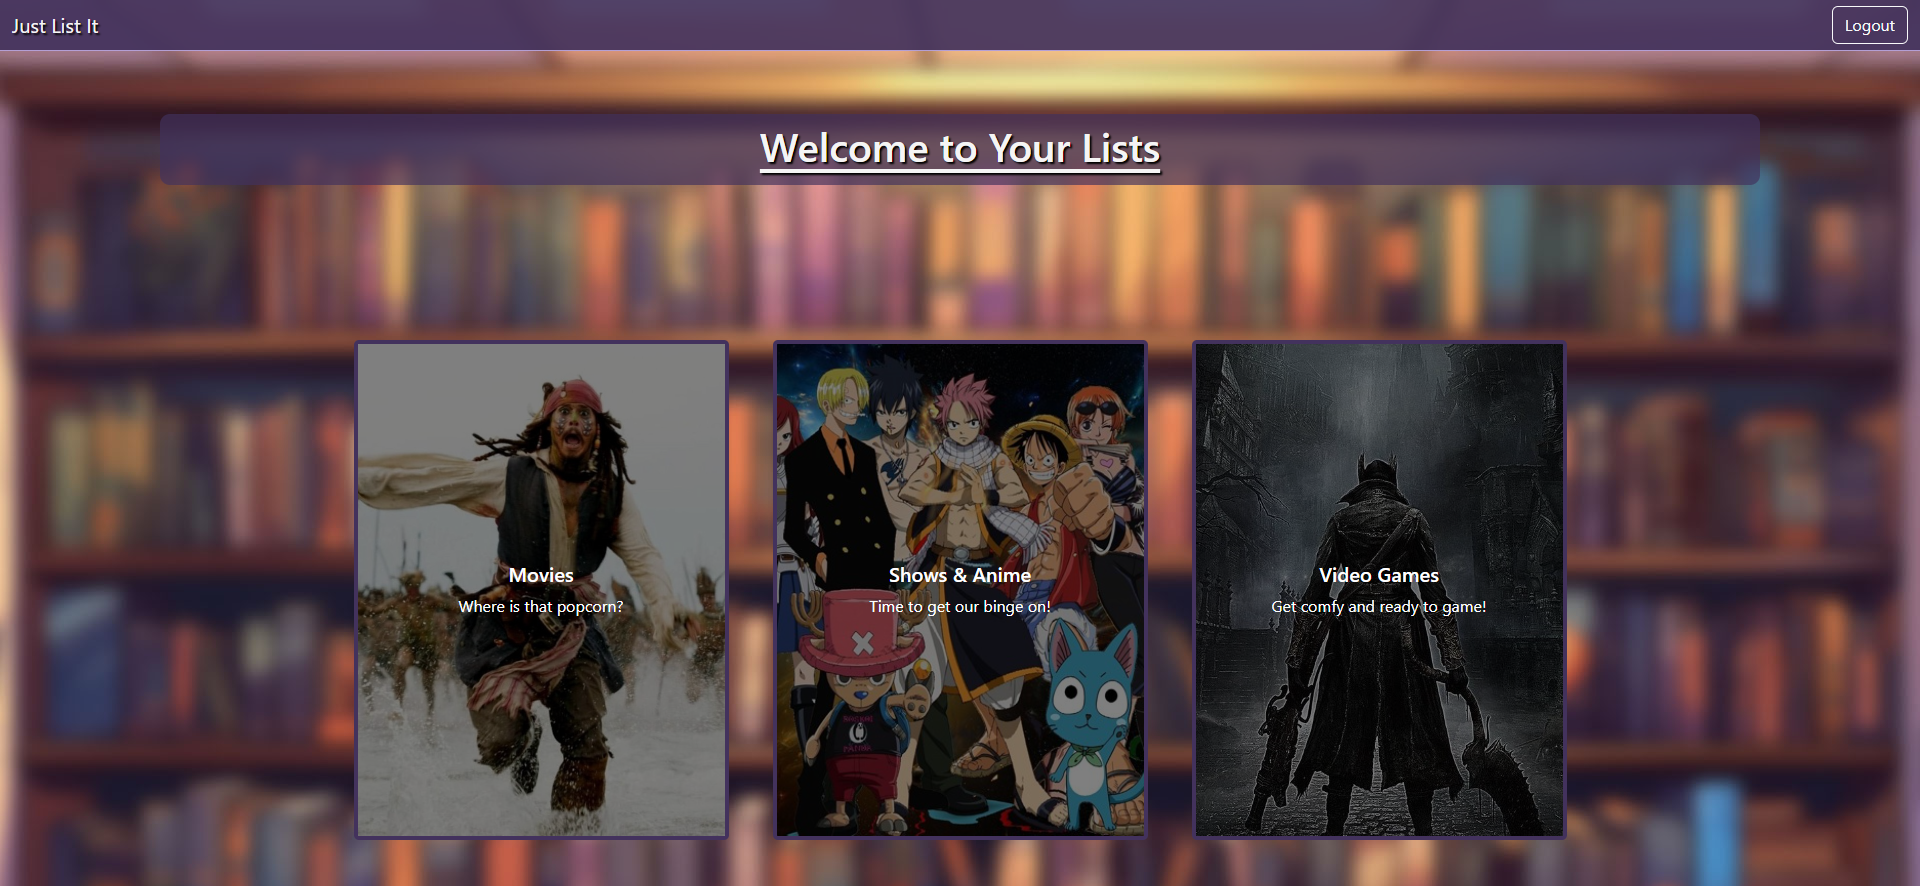 Just List It
Logout
Welcome to Your Lists
Movies
Where is that popcorn?
Shows & Anime
Time to get our binge on!
Video Games
Get comfy and ready to game!